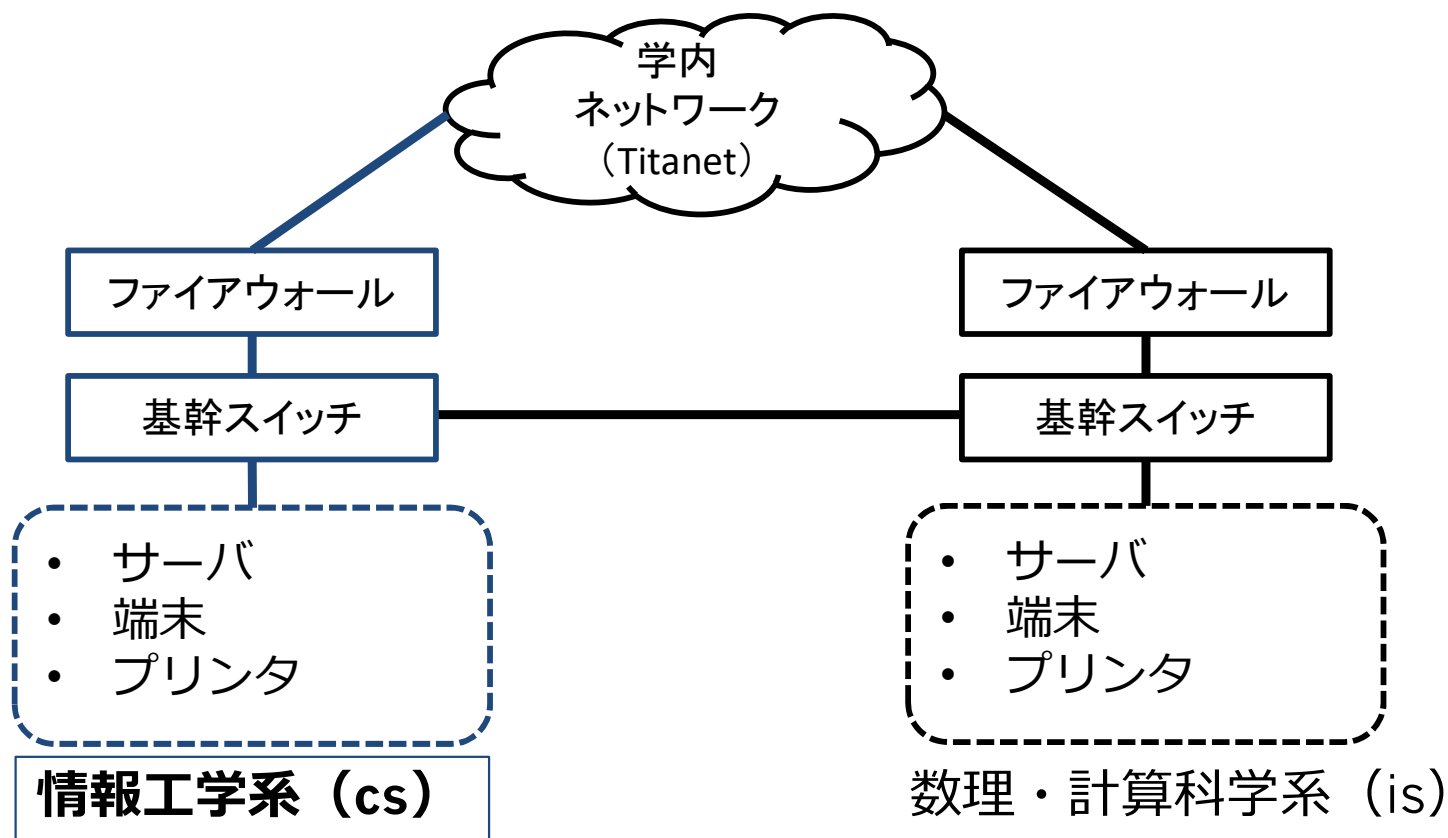 学内
ネットワーク
（Titanet）
ファイアウォール
ファイアウォール
基幹スイッチ
基幹スイッチ
• サーバ
• 端末
• プリンタ
• サーバ
• 端末
• プリンタ
情報工学系（cs）
数理・計算科学系（is）